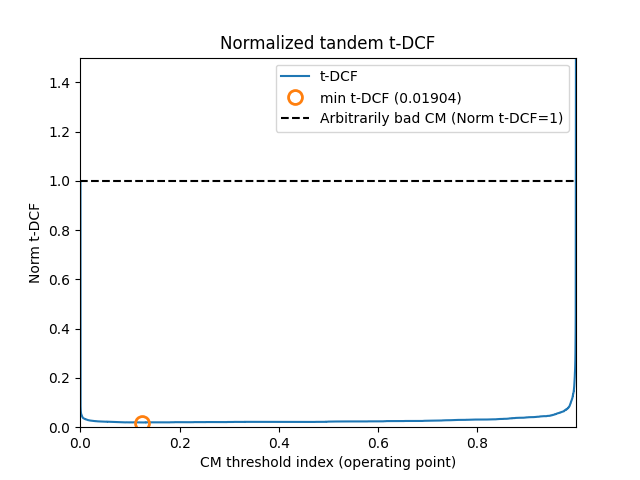 Normalized tandem t-DCF
t-DCF
min t-DCF (0.01904)
Arbitrarily bad CM (Norm t-DCF=1)
Norm t-DCF
1.4
1.2
1.0
0.8
0.6
0.4
0.2
0.0
0.0 0.2 0.4 0.6 0.8
CM threshold index (operating point)